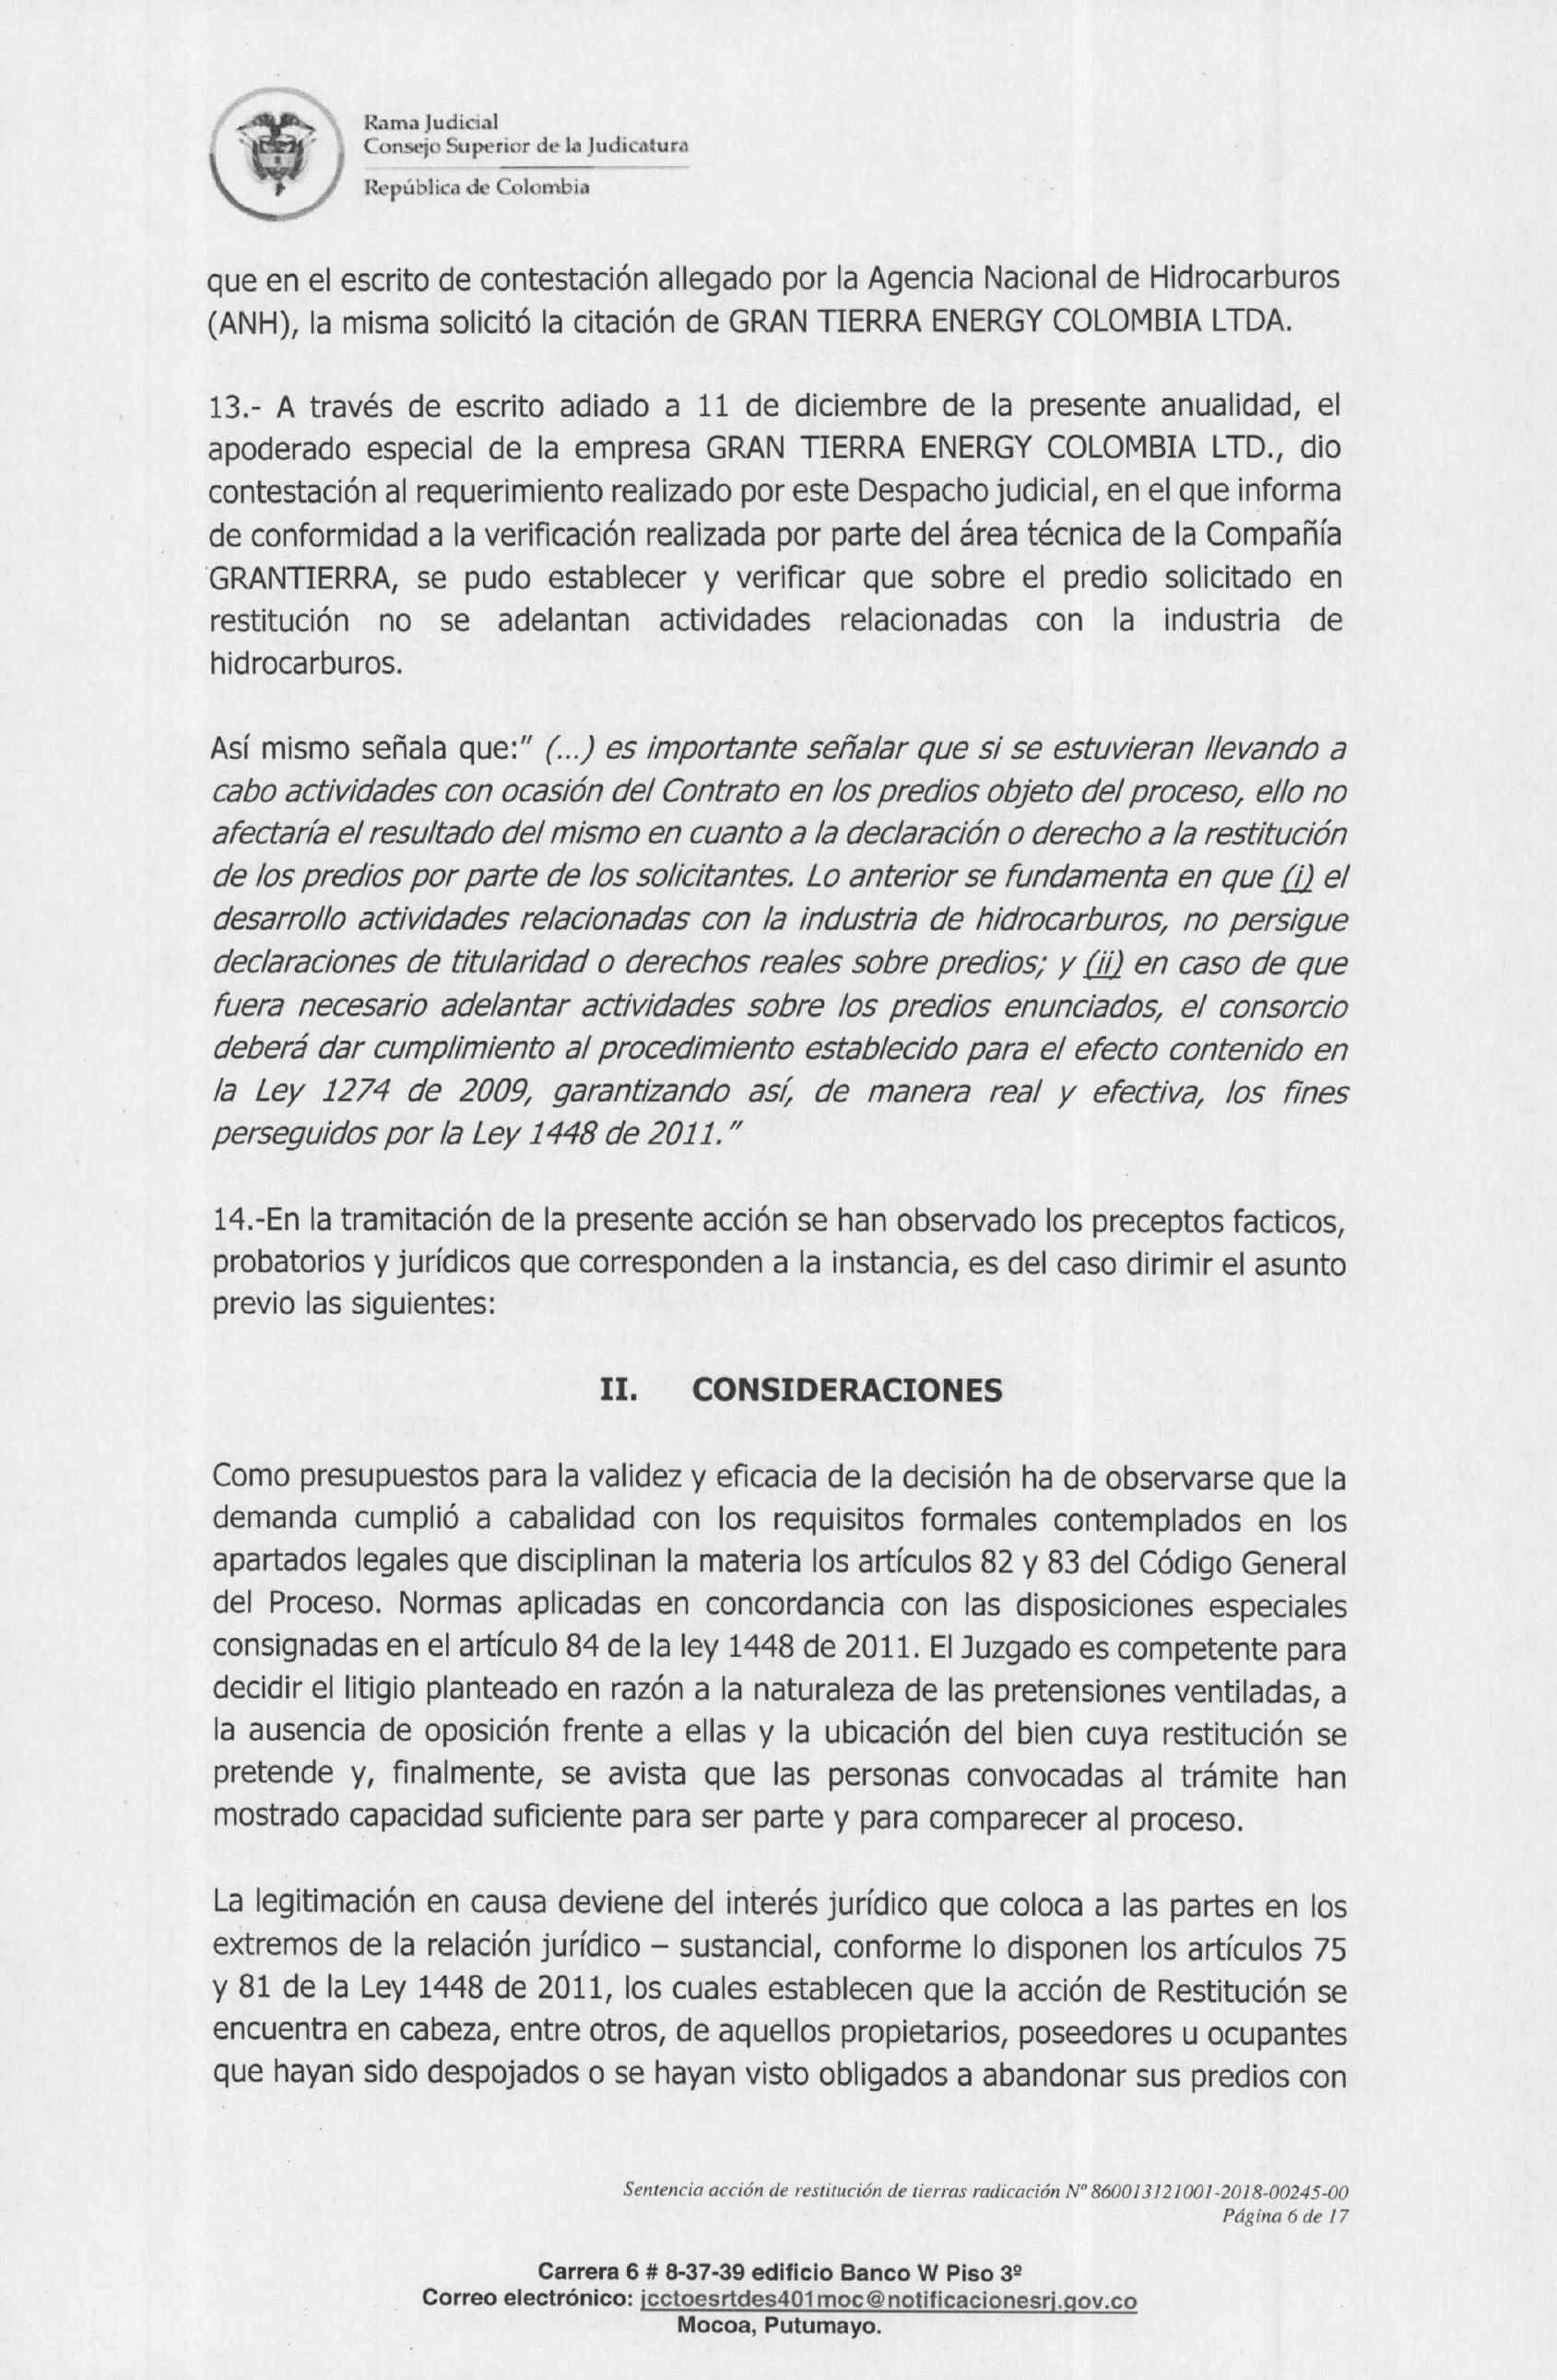 Rama Judicial
Consejo Superior de la Judicatura
República de Colombia
que en el escrito de contestación allegado por la Agencia Nacional de Hidrocarburos
(ANH), la misma solicitó la citación de GRAN TIERRA ENERGY COLOMBIA LTDA.
13.- A través de escrito adiado a 11 de diciembre de la presente anualidad, el
apoderado especial de la empresa GRAN TIERRA ENERGY COLOMBIA LTD., dio
contestación al requerimiento realizado por este Despacho judicial, en el que informa
de conformidad a la verificación realizada por parte del área técnica de la Compañía
GRANTIERRA, se pudo establecer y verificar que sobre el predio solicitado en
restitución no se adelantan actividades relacionadas con la industria de
hidrocarburos.
Así mismo señala que:" (...) es importante señalar que si se estuvieran llevando a
cabo actividades con ocasión del Contrato en los predios objeto del proceso, ello no
afectaría el resultado del mismo en cuanto a la declaración o derecho a la restitución
de los predios por parte de los solicitantes. Lo anterior se fundamenta en que (i) el
desarrollo actividades relacionadas con la industria de hidrocarburos, no persigue
declaraciones de titularidad o derechos reales sobre predios; y (ii) en caso de que
fuera necesario adelantar actividades sobre los predios enunciados, el consorcio
deberá dar cumplimiento al procedimiento establecido para el efecto contenido en
la Ley 1274 de 2009, garantizando así, de manera real y efectiva, los fines
perseguidos por la Ley 1448 de 2011."
14.-En la tramitación de la presente acción se han observado los preceptos facticos,
probatorios y jurídicos que corresponden a la instancia, es del caso dirimir el asunto
previo las siguientes:
II. CONSIDERACIONES
Como presupuestos para la validez y eficacia de la decisión ha de observarse que la
demanda cumplió a cabalidad con los requisitos formales contemplados en los
apartados legales que disciplinan la materia los artículos 82 y 83 del Código General
del Proceso. Normas aplicadas en concordancia con las disposiciones especiales
consignadas en el artículo 84 de la ley 1448 de 2011. El Juzgado es competente para
decidir el litigio planteado en razón a la naturaleza de las pretensiones ventiladas, a
la ausencia de oposición frente a ellas y la ubicación del bien cuya restitución se
pretende y, finalmente, se avista que las personas convocadas al trámite han
mostrado capacidad suficiente para ser parte y para comparecer al proceso.
La legitimación en causa deviene del interés jurídico que coloca a las partes en los
extremos de la relación jurídico – sustancial, conforme lo disponen los artículos 75
y 81 de la Ley 1448 de 2011, los cuales establecen que la acción de Restitución se
encuentra en cabeza, entre otros, de aquellos propietarios, poseedores u ocupantes
que hayan sido despojados o se hayan visto obligados a abandonar sus predios con
Sentencia acción de restitución de tierras radicación N° 860013121001-2018-00245-00
Página 6 de 17
Carrera 6 # 8-37-39 edificio Banco W Piso 3º
Correo electrónico: jcctoesrtdes401moc@notificacionesrj.gov.co
Mocoa, Putumayo.